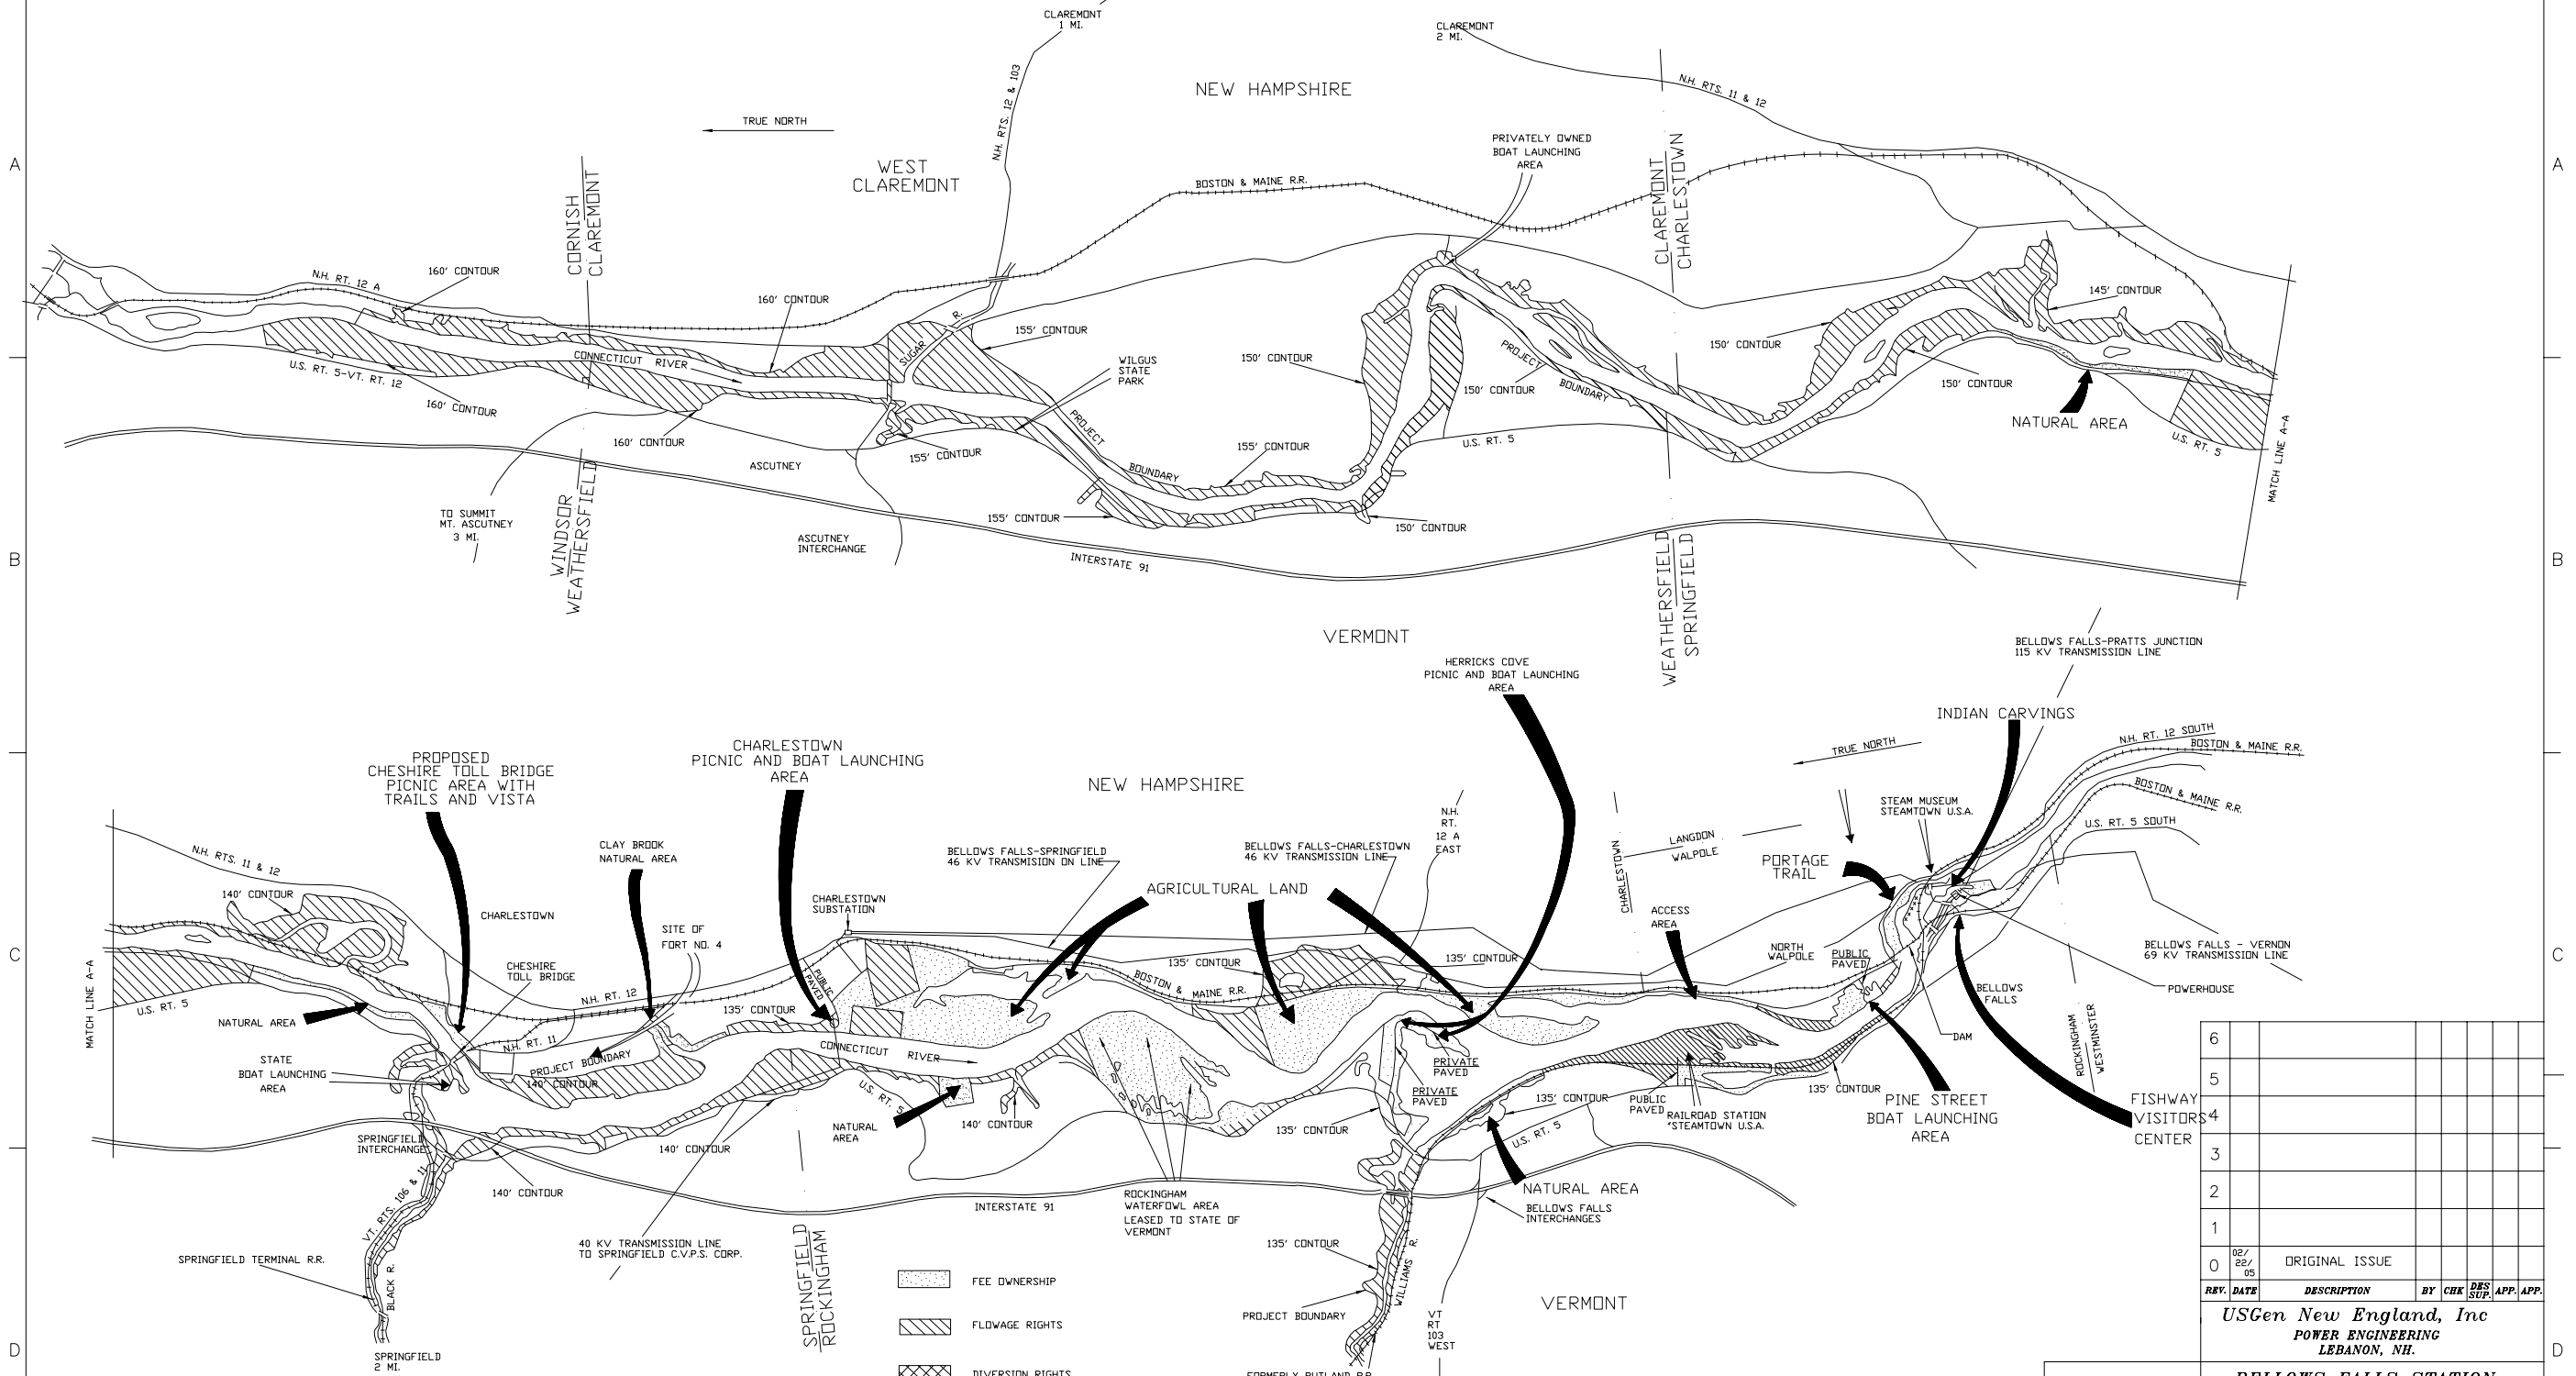 CLAREMONT
1 MI.
CLAREMONT
2 MI.
N.H. RTS. 12 & 103
NEW HAMPSHIRE
N.H. RTS. 11 & 12
TRUE NORTH
PRIVATELY OWNED
BOAT LAUNCHING
AREA
A
A
WEST
CLAREMONT
BOSTON & MAINE R.R.
CORNISH
CLAREMONT
CLAREMONT
CHARLESTOWN
N.H. RT. 12 A
160' CONTOUR
160' CONTOUR
145' CONTOUR
SUGAR R.
155' CONTOUR
150' CONTOUR
150' CONTOUR
PROJECT BOUNDARY
CONNECTICUT RIVER
U.S. RT. 5-VT. RT. 12
WILGUS
STATE
PARK
150' CONTOUR
150' CONTOUR
160' CONTOUR
160' CONTOUR
PROJECT BOUNDARY
NATURAL AREA
U.S. RT. 5
U.S. RT. 5
MATCH LINE A-A
155' CONTOUR
155' CONTOUR
ASCUTNEY
TO SUMMIT
MT. ASCUTNEY
3 MI.
WINDSOR
WEATHERSFIELD
155' CONTOUR
150' CONTOUR
ASCUTNEY
INTERCHANGE
INTERSTATE 91
WEATHERSFIELD
SPRINGFIELD
B
B
VERMONT
BELLOWS FALLS-PRATTS JUNCTION
115 KV TRANSMISSION LINE
HERRICKS COVE
PICNIC AND BOAT LAUNCHING
AREA
INDIAN CARVINGS
N.H. RT. 12 SOUTH
BOSTON & MAINE R.R.
TRUE NORTH
PROPOSED
CHESHIRE TOLL BRIDGE
PICNIC AREA WITH
TRAILS AND VISTA
CHARLESTOWN
PICNIC AND BOAT LAUNCHING
AREA
NEW HAMPSHIRE
BOSTON & MAINE R.R.
STEAM MUSEUM
STEAMTOWN U.S.A.
U.S. RT. 5 SOUTH
N.H.
RT.
12 A
EAST
CHARLESTOWN
LANGDON
WALPOLE
N.H. RTS. 11 & 12
CLAY BROOK
NATURAL AREA
BELLOWS FALLS-SPRINGFIELD
46 KV TRANSMISION ON LINE
BELLOWS FALLS-CHARLESTOWN
46 KV TRANSMISSION LINE
PORTAGE
TRAIL
AGRICULTURAL LAND
140' CONTOUR
CHARLESTOWN
CHARLESTOWN
SUBSTATION
ACCESS
AREA
SITE OF
FORT NO. 4
C
C
NORTH
WALPOLE
PUBLIC
PAVED
BELLOWS FALLS - VERNON
69 KV TRANSMISSION LINE
CHESHIRE
TOLL BRIDGE
PUBLIC
PAVED
135' CONTOUR
135' CONTOUR
BOSTON & MAINE R.R.
POWERHOUSE
BELLOWS
FALLS
MATCH LINE A-A
U.S. RT. 5
N.H. RT. 12
135' CONTOUR
NATURAL AREA
DAM
ROCKINGHAM
WESTMINSTER
N.H. RT. 11
PROJECT BOUNDARY
140' CONTOUR
STATE
BOAT LAUNCHING
AREA
CONNECTICUT RIVER
PRIVATE
PAVED
PRIVATE
PAVED
U.S. RT. 5
NATURAL
AREA
140' CONTOUR
135' CONTOUR
135' CONTOUR
PUBLIC
PAVED
RAILROAD STATION
"STEAMTOWN U.S.A.
135' CONTOUR
PINE STREET
BOAT LAUNCHING
AREA
FISHWAY
VISITORS
CENTER
U.S. RT. 5
SPRINGFIELD
INTERCHANGE
140' CONTOUR
140' CONTOUR
VT. RTS. 106 & 11
INTERSTATE 91
ROCKINGHAM
WATERFOWL AREA
LEASED TO STATE OF
VERMONT
NATURAL AREA
BELLOWS FALLS
INTERCHANGES
40 KV TRANSMISSION LINE
TO SPRINGFIELD C.V.P.S. CORP.
SPRINGFIELD
ROCKINGHAM
SPRINGFIELD TERMINAL R.R.
BLACK R.
135' CONTOUR
WILLIAMS R.
PROJECT BOUNDARY
VT
RT
103
WEST
VERMONT
SPRINGFIELD
2 MI.
FEE OWNERSHIP
FLOWAGE RIGHTS
DIVERSION RIGHTS
FORMERLY RUTLAND R.R.
6
5
4
3
2
1
0 02/22/05 ORIGINAL ISSUE
REV. DATE DESCRIPTION BY CHK DES SUP. APP. APP.
USGen New England, Inc
POWER ENGINEERING
LEBANON, NH.
D
D
BELLOWS FALLS STATION